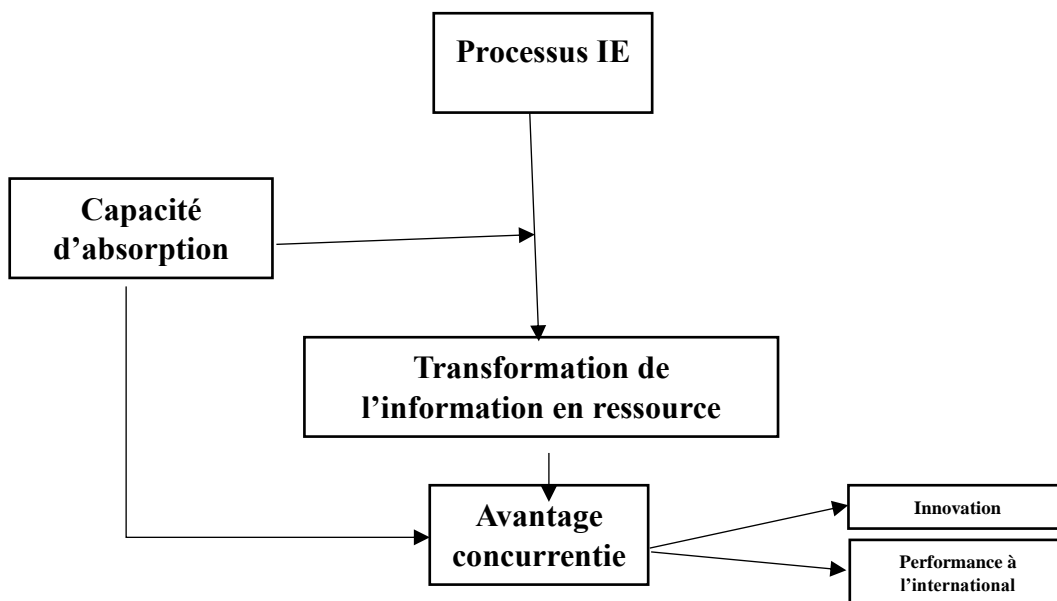 Processus IE
Capacité
d’absorption
Transformation de
l’information en ressource
Avantage
concurrentie
Innovation
Performance à
l’international